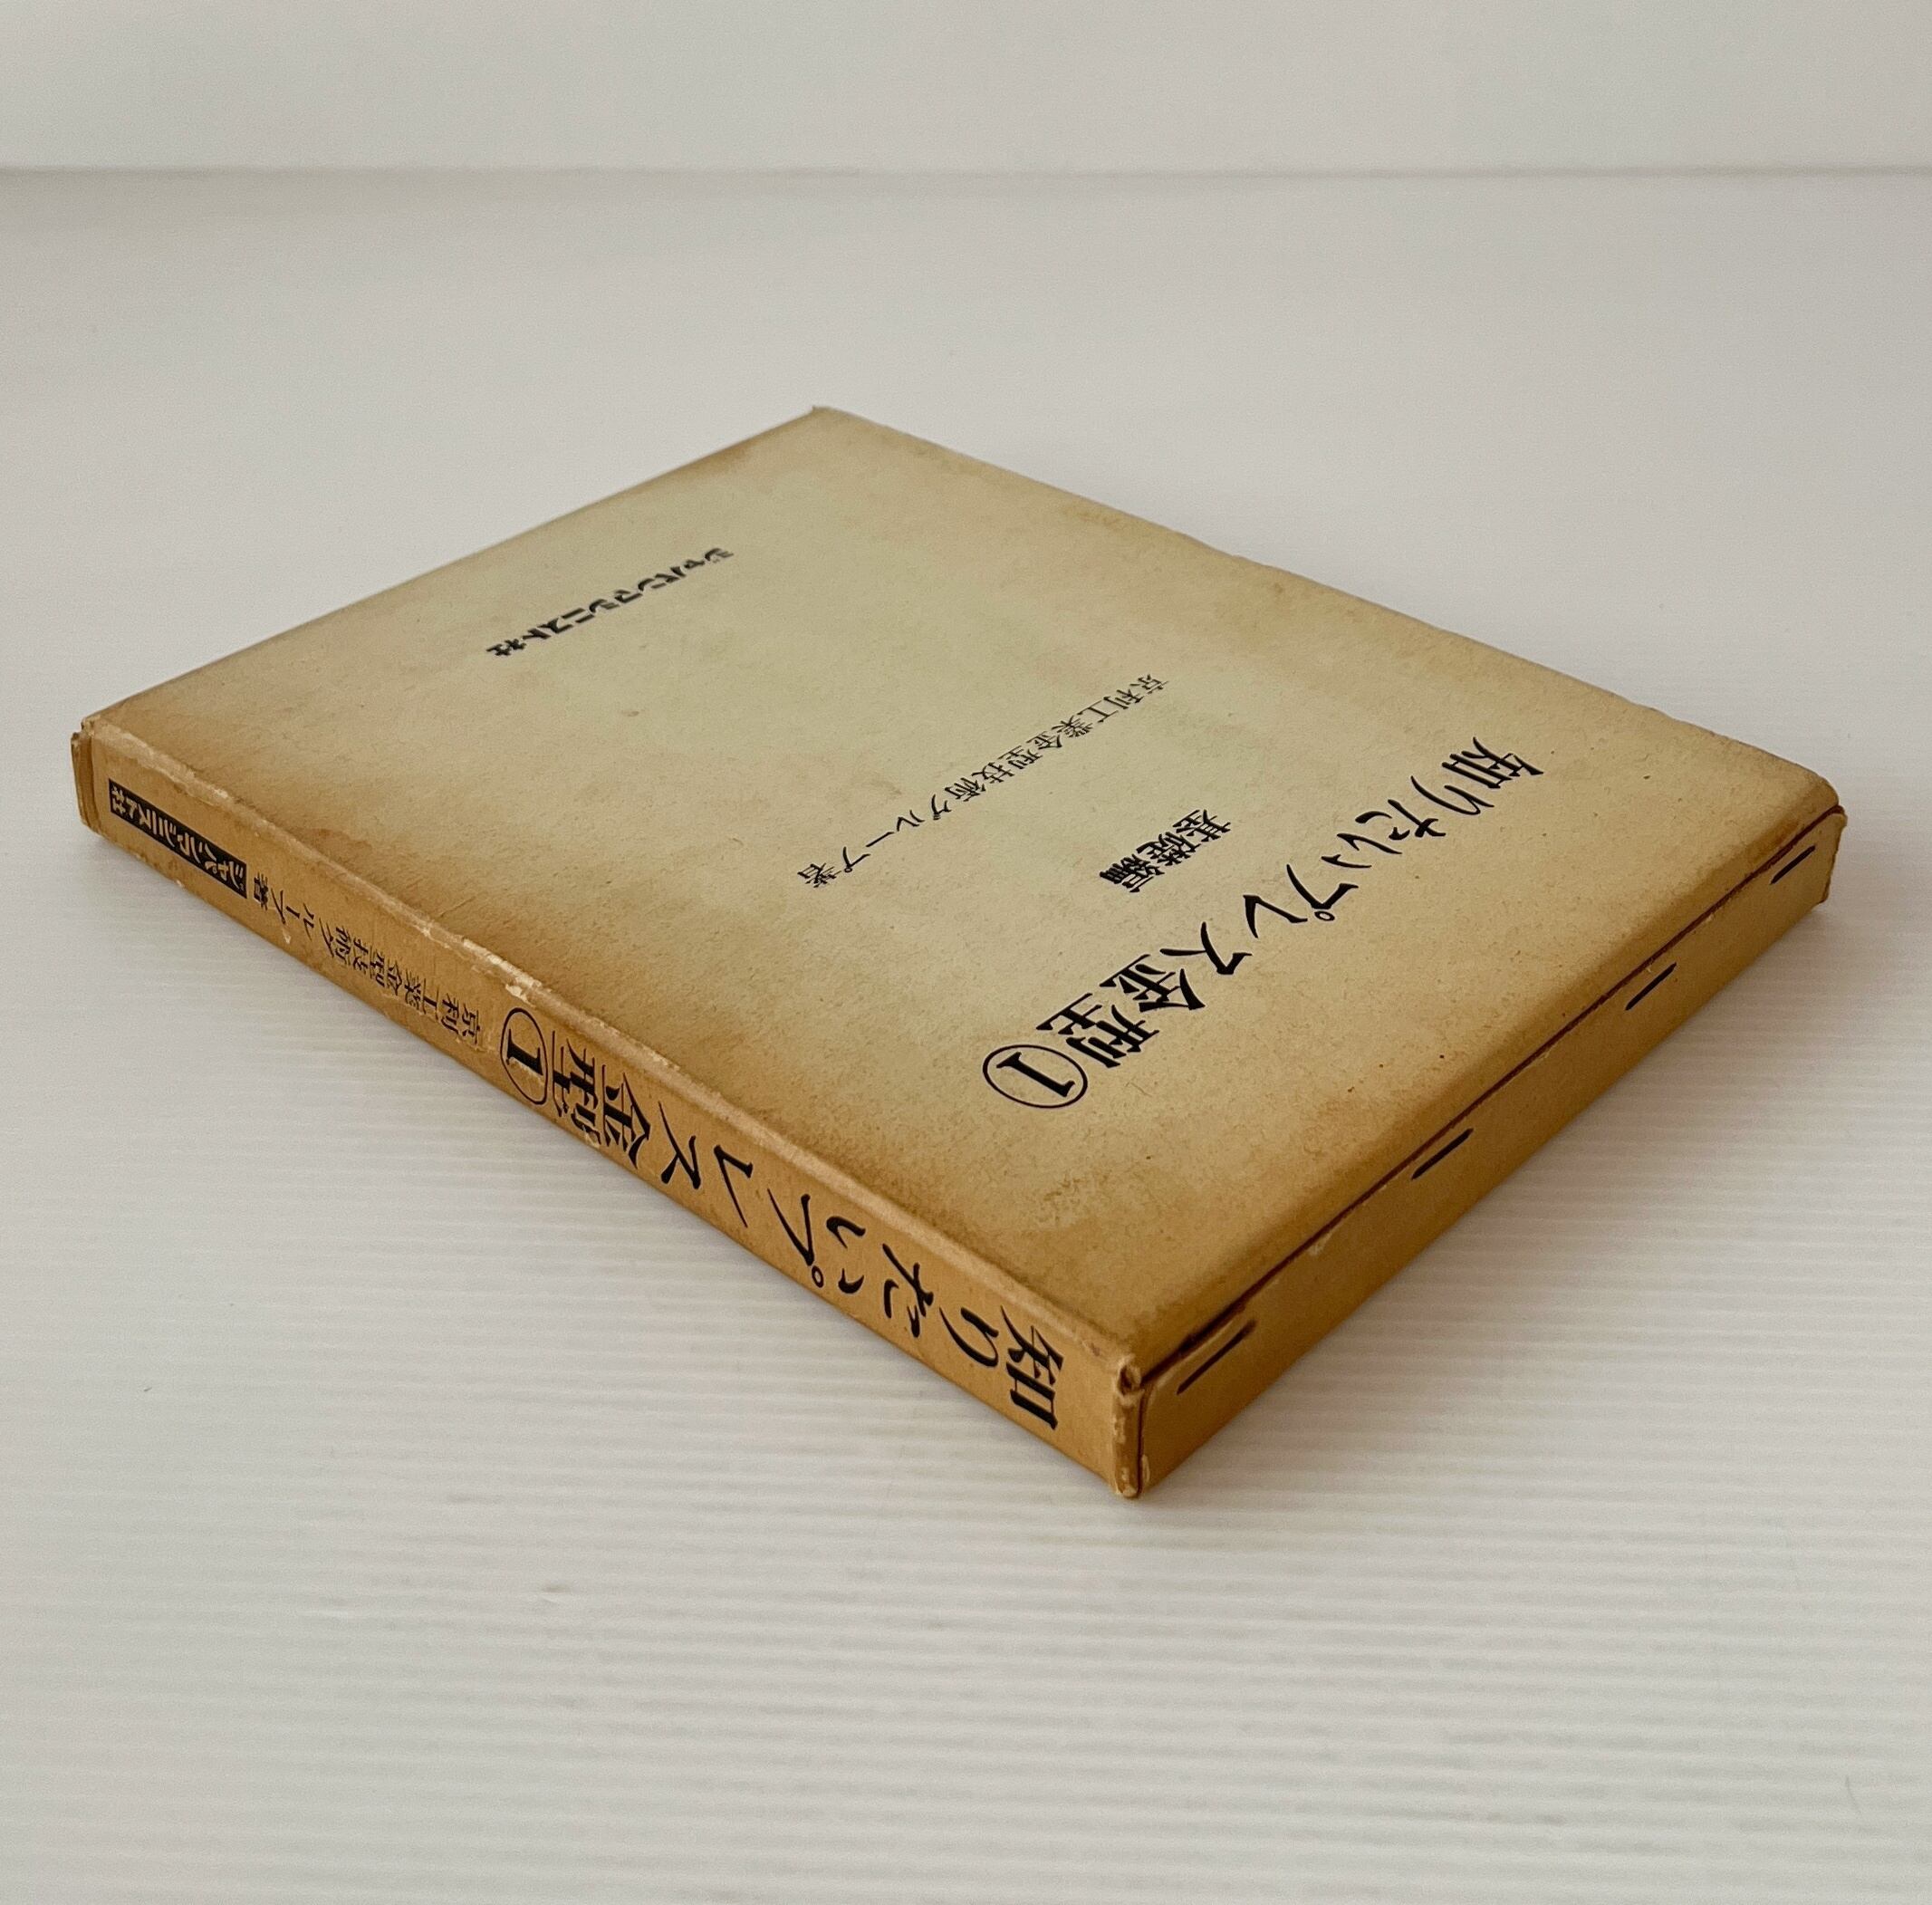 知りたいプレス金型①
基礎編
京利工業金型技術グループ著
ジャパンマシニスト社
知りたいプレス金型①
京利工業金型技術グループ著
ジャパンマシニスト社